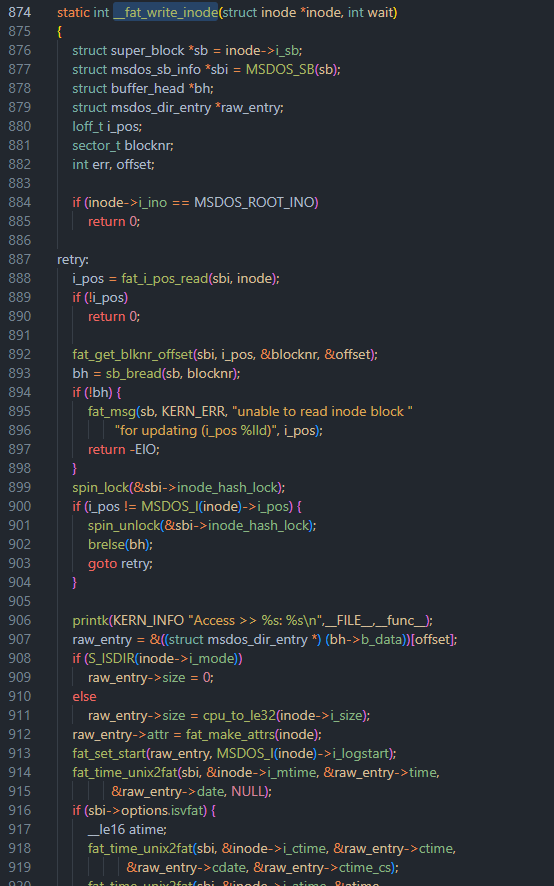 874 static int __fat_write_inode(struct inode *inode, int wait)
875 {
876 struct super_block *sb = inode->i_sb;
877 struct msdos_sb_info *sbi = MSDOS_SB(sb);
878 struct buffer_head *bh;
879 struct msdos_dir_entry *raw_entry;
880 loff_t i_pos;
881 sector_t blocknr;
882 int err, offset;
883
884 if (inode->i_ino == MSDOS_ROOT_INO)
885 return 0;
886
887 retry:
888 i_pos = fat_i_pos_read(sbi, inode);
889 if (!i_pos)
890 return 0;
891
892 fat_get_blknr_offset(sbi, i_pos, &blocknr, &offset);
893 bh = sb_bread(sb, blocknr);
894 if (!bh) {
895 fat_msg(sb, KERN_ERR, "unable to read inode block "
896 "for updating (i_pos %lld)", i_pos);
897 return -EIO;
898 }
899 spin_lock(&sbi->inode_hash_lock);
900 if (i_pos != MSDOS_I(inode)->i_pos) {
901 spin_unlock(&sbi->inode_hash_lock);
902 brelse(bh);
903 goto retry;
904 }
905
906 printk(KERN_INFO "Access >> %s: %s\n",__FILE__,__func__);
907 raw_entry = &((struct msdos_dir_entry *) (bh->b_data))[offset];
908 if (S_ISDIR(inode->i_mode))
909 raw_entry->size = 0;
910 else
911 raw_entry->size = cpu_to_le32(inode->i_size);
912 raw_entry->attr = fat_make_attrs(inode);
913 fat_set_start(raw_entry, MSDOS_I(inode)->i_logstart);
914 fat_time_unix2fat(sbi, &inode->i_mtime, &raw_entry->time,
915 &raw_entry->date, NULL);
916 if (sbi->options.isvfat) {
917 __le16 atime;
918 fat_time_unix2fat(sbi, &inode->i_ctime, &raw_entry->ctime,
919 &raw_entry->cdate, &raw_entry->ctime_cs);
920 fat_time_unix2fat(sbi, &inode->i_atime, &atime,